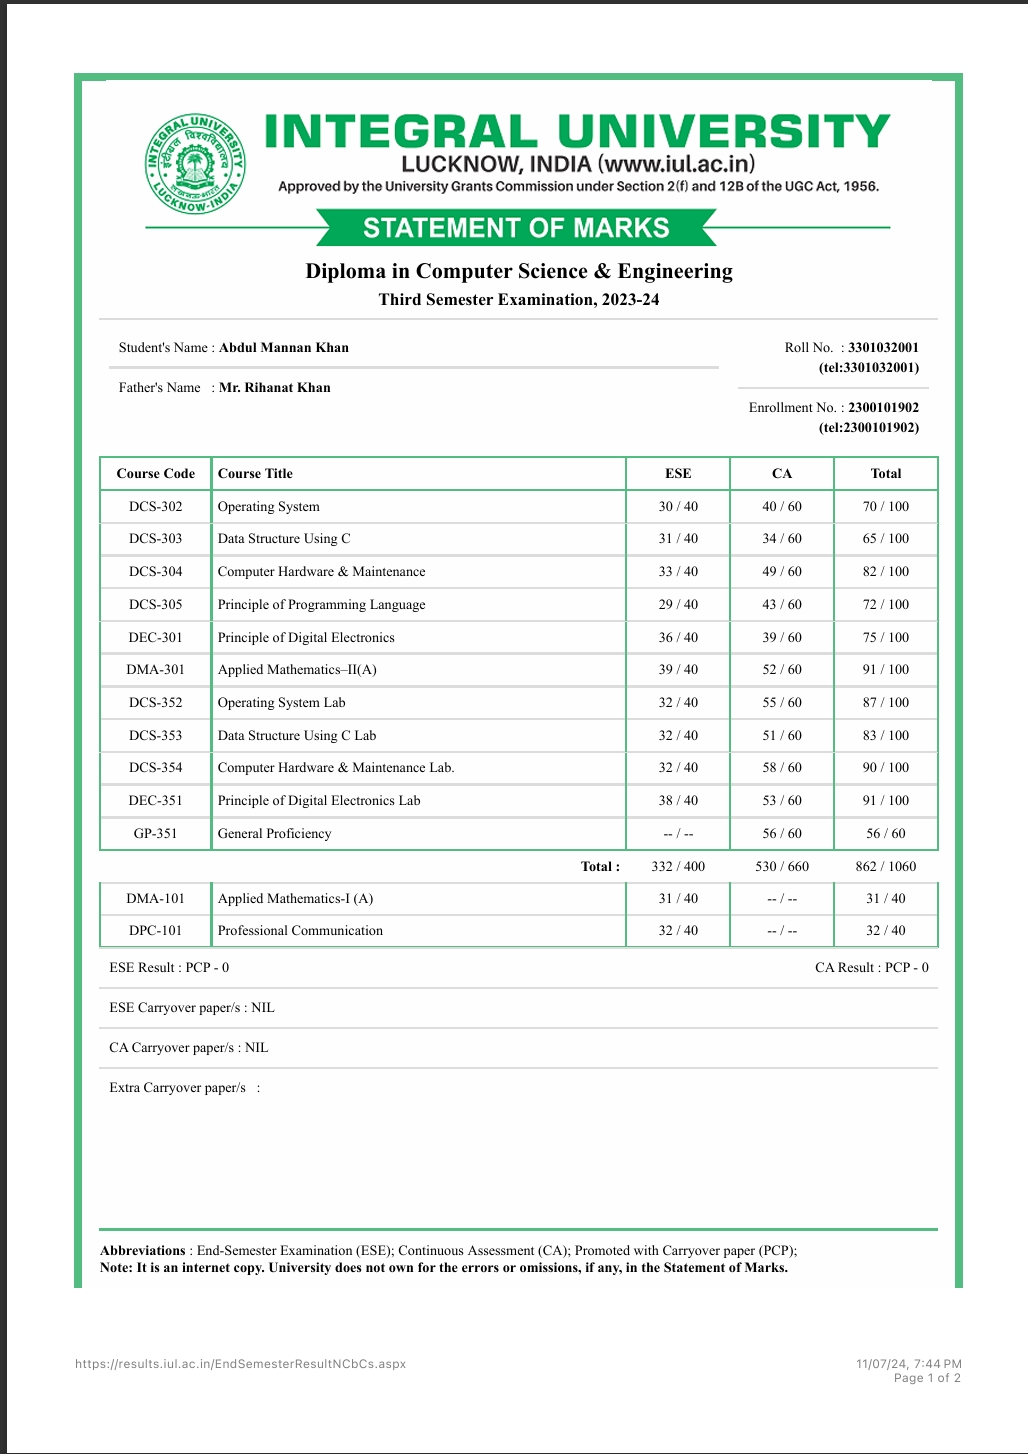 INTEGRAL UNIVERSITY
इंटीग्रल विश्वविद्यालय
लखनऊ-भारत
LUCKNOW-INDIA
INTEGRAL UNIVERSITY
LUCKNOW, INDIA (www.iul.ac.in)
Approved by the University Grants Commission under Section 2(f) and 12B of the UGC Act, 1956.
STATEMENT OF MARKS
Diploma in Computer Science & Engineering
Third Semester Examination, 2023-24
Student's Name : Abdul Mannan Khan
Roll No. : 3301032001
(tel:3301032001)
Father's Name : Mr. Rihanat Khan
Enrollment No. : 2300101902
(tel:2300101902)
Course Code Course Title ESE CA Total
DCS-302 Operating System 30 / 40 40 / 60 70 / 100
DCS-303 Data Structure Using C 31 / 40 34 / 60 65 / 100
DCS-304 Computer Hardware & Maintenance 33 / 40 49 / 60 82 / 100
DCS-305 Principle of Programming Language 29 / 40 43 / 60 72 / 100
DEC-301 Principle of Digital Electronics 36 / 40 39 / 60 75 / 100
DMA-301 Applied Mathematics–II(A) 39 / 40 52 / 60 91 / 100
DCS-352 Operating System Lab 32 / 40 55 / 60 87 / 100
DCS-353 Data Structure Using C Lab 32 / 40 51 / 60 83 / 100
DCS-354 Computer Hardware & Maintenance Lab. 32 / 40 58 / 60 90 / 100
DEC-351 Principle of Digital Electronics Lab 38 / 40 53 / 60 91 / 100
GP-351 General Proficiency -- / -- 56 / 60 56 / 60
Total : 332 / 400 530 / 660 862 / 1060
DMA-101 Applied Mathematics-I (A) 31 / 40 -- / -- 31 / 40
DPC-101 Professional Communication 32 / 40 -- / -- 32 / 40
ESE Result : PCP - 0 CA Result : PCP - 0
ESE Carryover paper/s : NIL
CA Carryover paper/s : NIL
Extra Carryover paper/s :
Abbreviations : End-Semester Examination (ESE); Continuous Assessment (CA); Promoted with Carryover paper (PCP);
Note: It is an internet copy. University does not own for the errors or omissions, if any, in the Statement of Marks.
https://results.iul.ac.in/EndSemesterResultNCbCs.aspx
11/07/24, 7:44 PM
Page 1 of 2